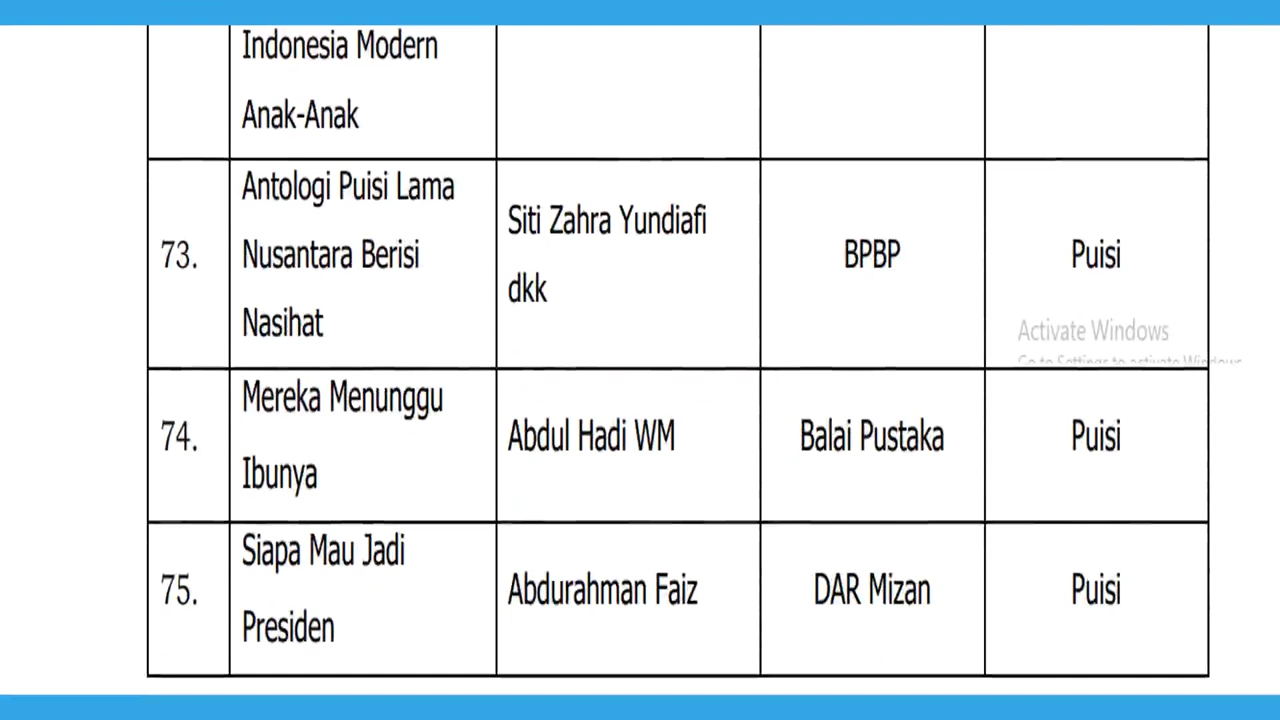 Indonesia Modern
Anak-Anak
73.
Antologi Puisi Lama
Nusantara Berisi
Nasihat
Siti Zahra Yundiafi
dkk
BPBP
Puisi
Activate Windows
Go to Settings to activate Windows
74.
Mereka Menunggu
Ibunya
Abdul Hadi WM
Balai Pustaka
Puisi
75.
Siapa Mau Jadi
Presiden
Abdurahman Faiz
DAR Mizan
Puisi